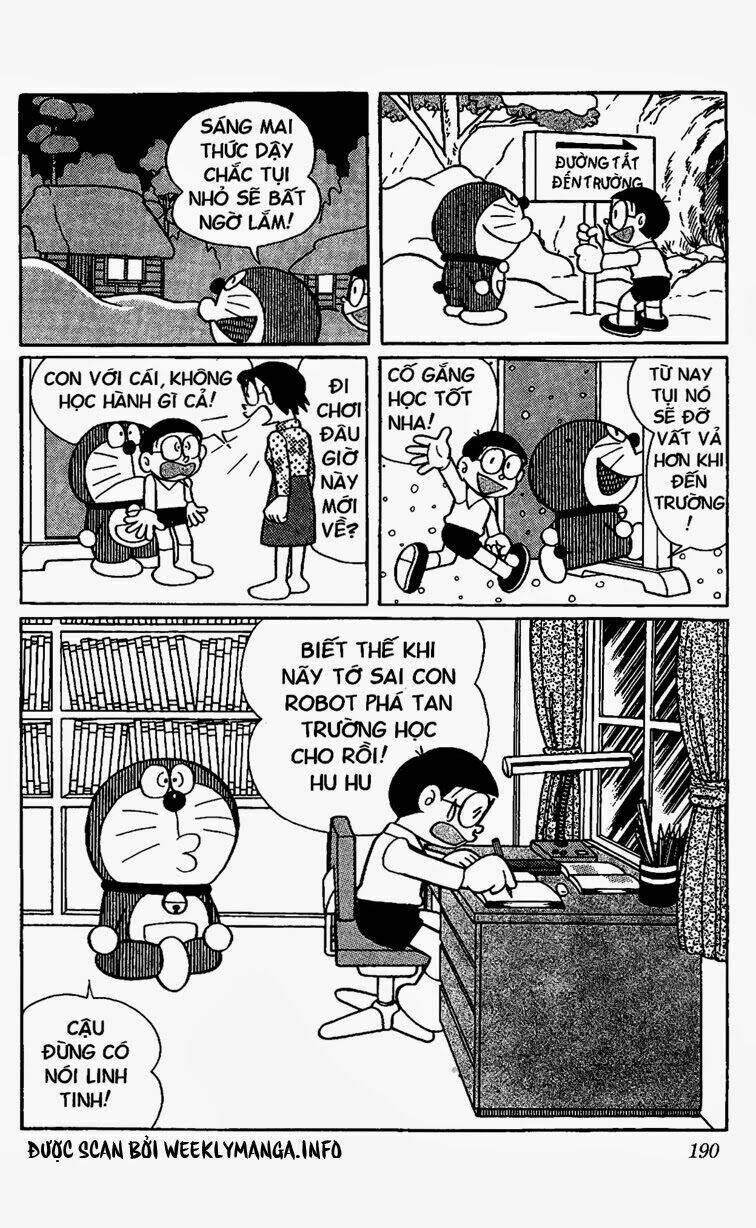 ĐƯỜNG TẮT
ĐẾN TRƯỜNG
SÁNG MAI
THỨC DẬY
CHẮC TỤI
NHỎ SẼ BẤT
NGỜ LẮM!
TỪ NAY
TỤI NÓ
SẼ ĐỠ
VẤT VẢ
HƠN KHI
ĐẾN
TRƯỜNG
!
CỐ GẮNG
HỌC TỐT
NHA!
ĐI
CHƠI
ĐÂU
GIỜ
NÀY
MỚI
VỀ?
CON VỚI CÁI, KHÔNG
HỌC HÀNH GÌ CẢ!
BIẾT THẾ KHI
NÃY TỚ SAI CON
ROBOT PHÁ TAN
TRƯỜNG HỌC
CHO RỒI!
HU HU
CẬU
ĐỪNG CÓ
NÓI LINH
TINH!
ĐƯỢC SCAN BỞI WEEKLYMANGA.INFO
190